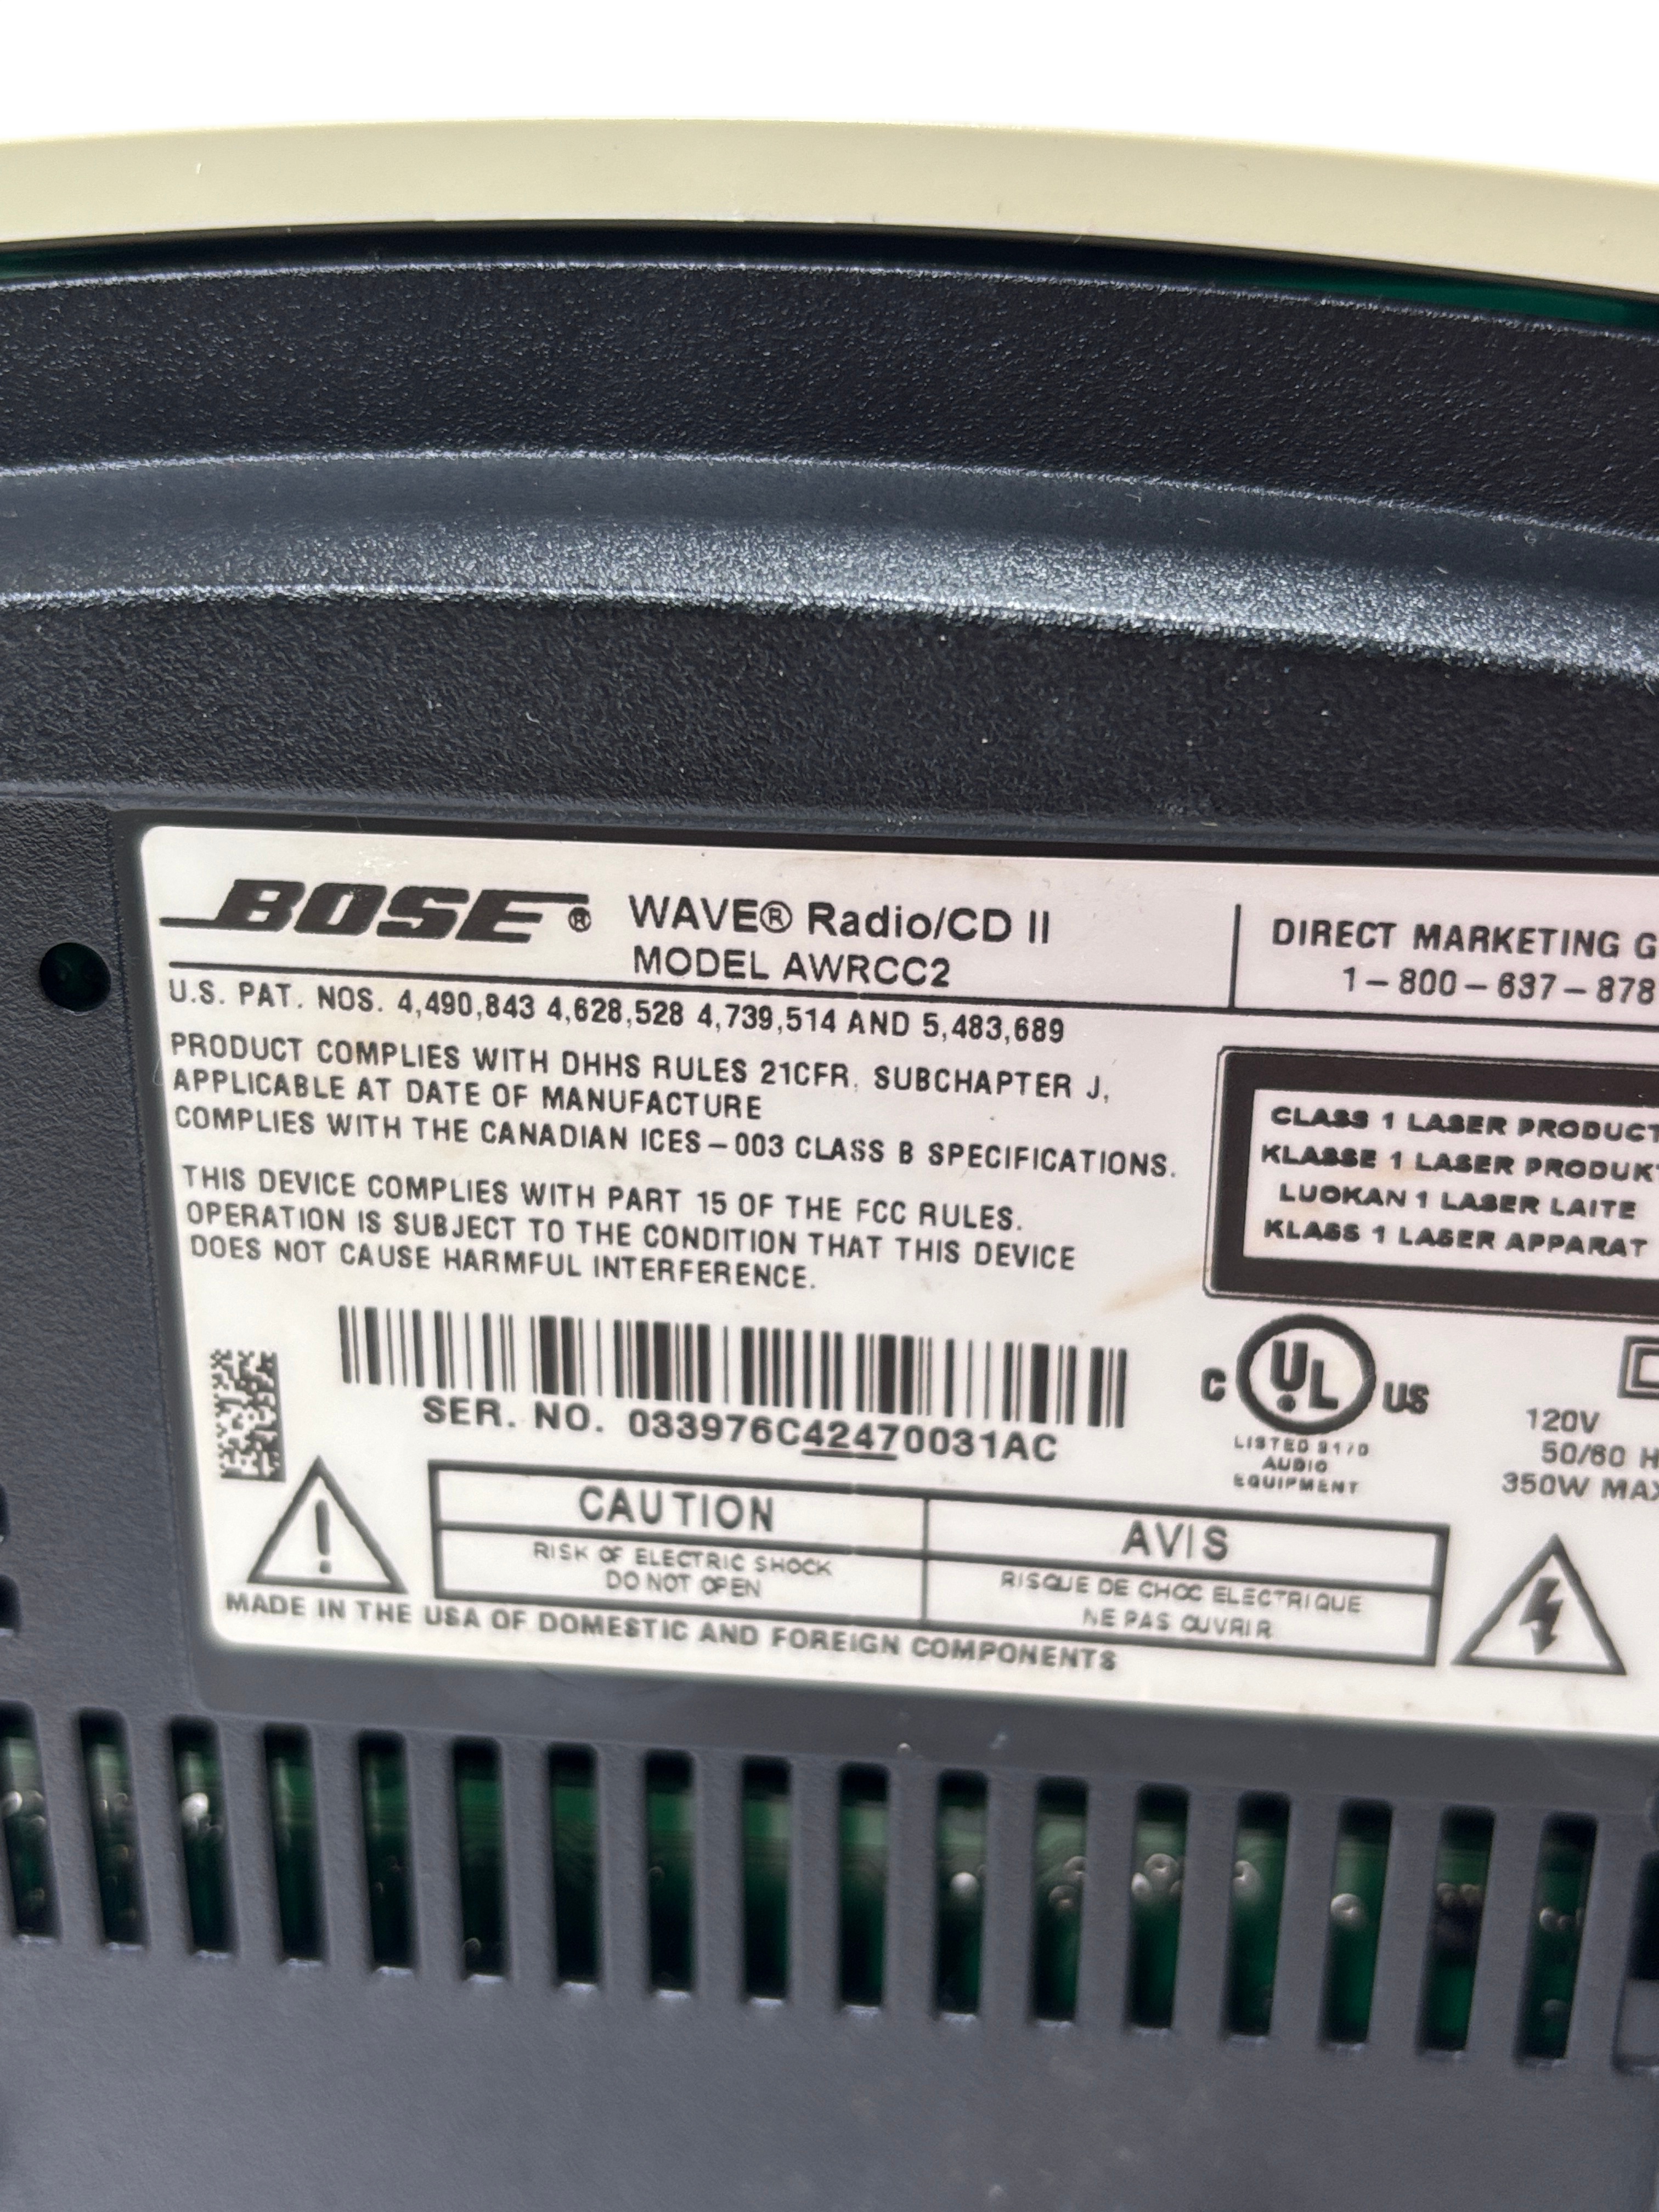 BOSE® WAVE® Radio/CD II
MODEL AWRCC2
DIRECT MARKETING G
1-800-637-878
U.S. PAT. NOS. 4,490,843 4,628,528 4,739,514 AND 5,483,689
PRODUCT COMPLIES WITH DHHS RULES 21CFR, SUBCHAPTER J,
APPLICABLE AT DATE OF MANUFACTURE
COMPLIES WITH THE CANADIAN ICES-003 CLASS B SPECIFICATIONS.
THIS DEVICE COMPLIES WITH PART 15 OF THE FCC RULES.
OPERATION IS SUBJECT TO THE CONDITION THAT THIS DEVICE
DOES NOT CAUSE HARMFUL INTERFERENCE.
CLASS 1 LASER PRODUCT
KLASSE 1 LASER PRODUK
LUOKAN 1 LASER LAITE
KLASS 1 LASER APPARAT
SER. NO. 033976C42470031AC
C UL US
LISTED 9170
AUDIO
EQUIPMENT
120V
50/60 H
350W MAX
CAUTION
RISK OF ELECTRIC SHOCK
DO NOT OPEN
AVIS
RISQUE DE CHOC ELECTRIQUE
NE PAS OUVRIR
MADE IN THE USA OF DOMESTIC AND FOREIGN COMPONENTS